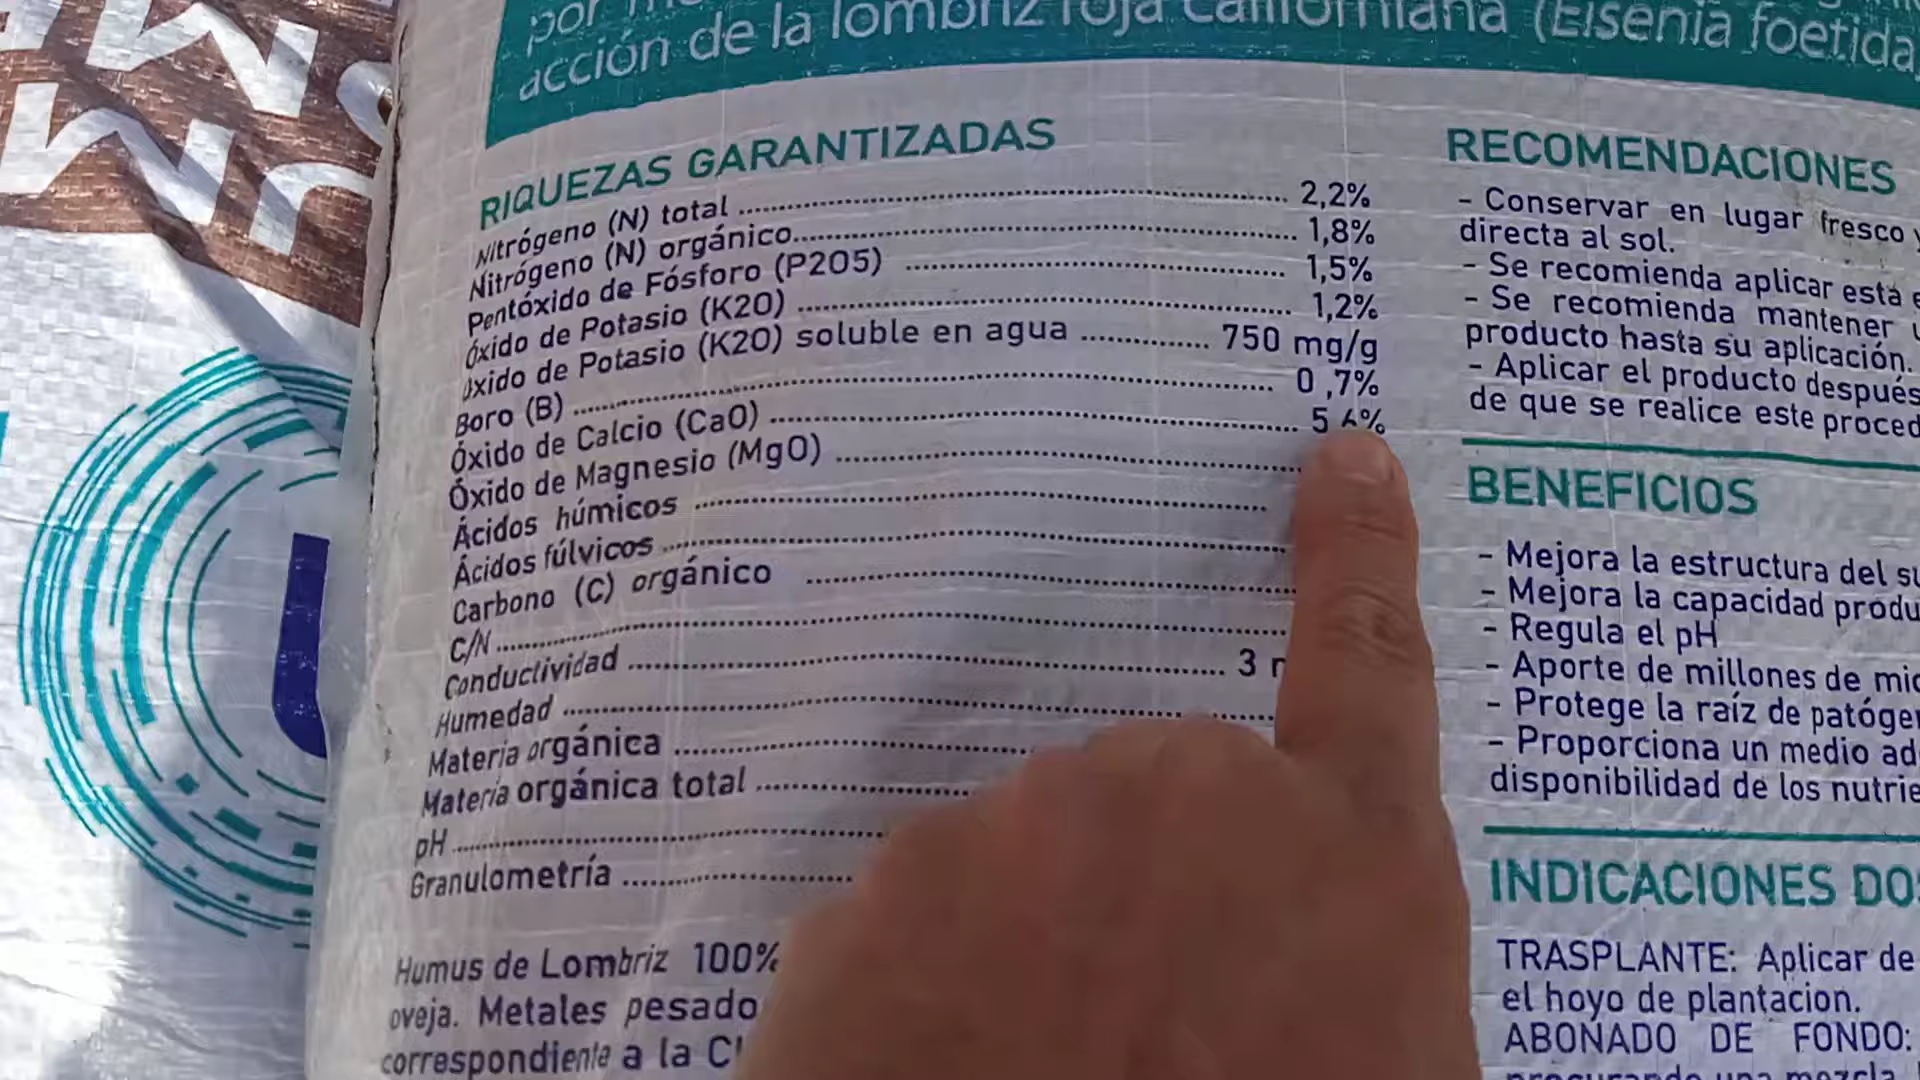 acción de la lombriz roja californiana (Eisenia foetida
RIQUEZAS GARANTIZADAS
Nitrógeno (N) total 2,2%
Nitrógeno (N) orgánico 1,8%
Pentóxido de Fósforo (P2O5) 1,5%
Óxido de Potasio (K2O) 1,2%
Óxido de Potasio (K2O) soluble en agua 750 mg/g
Boro (B) 0 ,7%
Óxido de Calcio (CaO) 5
Óxido de Magnesio (MgO)
Ácidos húmicos
Ácidos fúlvicos
Carbono (C) orgánico
C/N
Conductividad 3
Humedad
Materia orgánica
Materia orgánica total
pH
Granulometría
Humus de Lombriz 100%
oveja. Metales pesado
correspondiente a la
RECOMENDACIONES
- Conservar en lugar fresco
directa al sol.
- Se recomienda aplicar esta
- Se recomienda mantener
producto hasta su aplicación.
- Aplicar el producto después
de que se realice este
BENEFICIOS
- Mejora la estructura del
- Mejora la capacidad
- Regula el pH
- Aporte de millones de
- Protege la raíz de
- Proporciona un medio
disponibilidad de los
INDICACIONES
TRASPLANTE: Aplicar de
el hoyo de plantacion.
ABONADO DE FONDO: